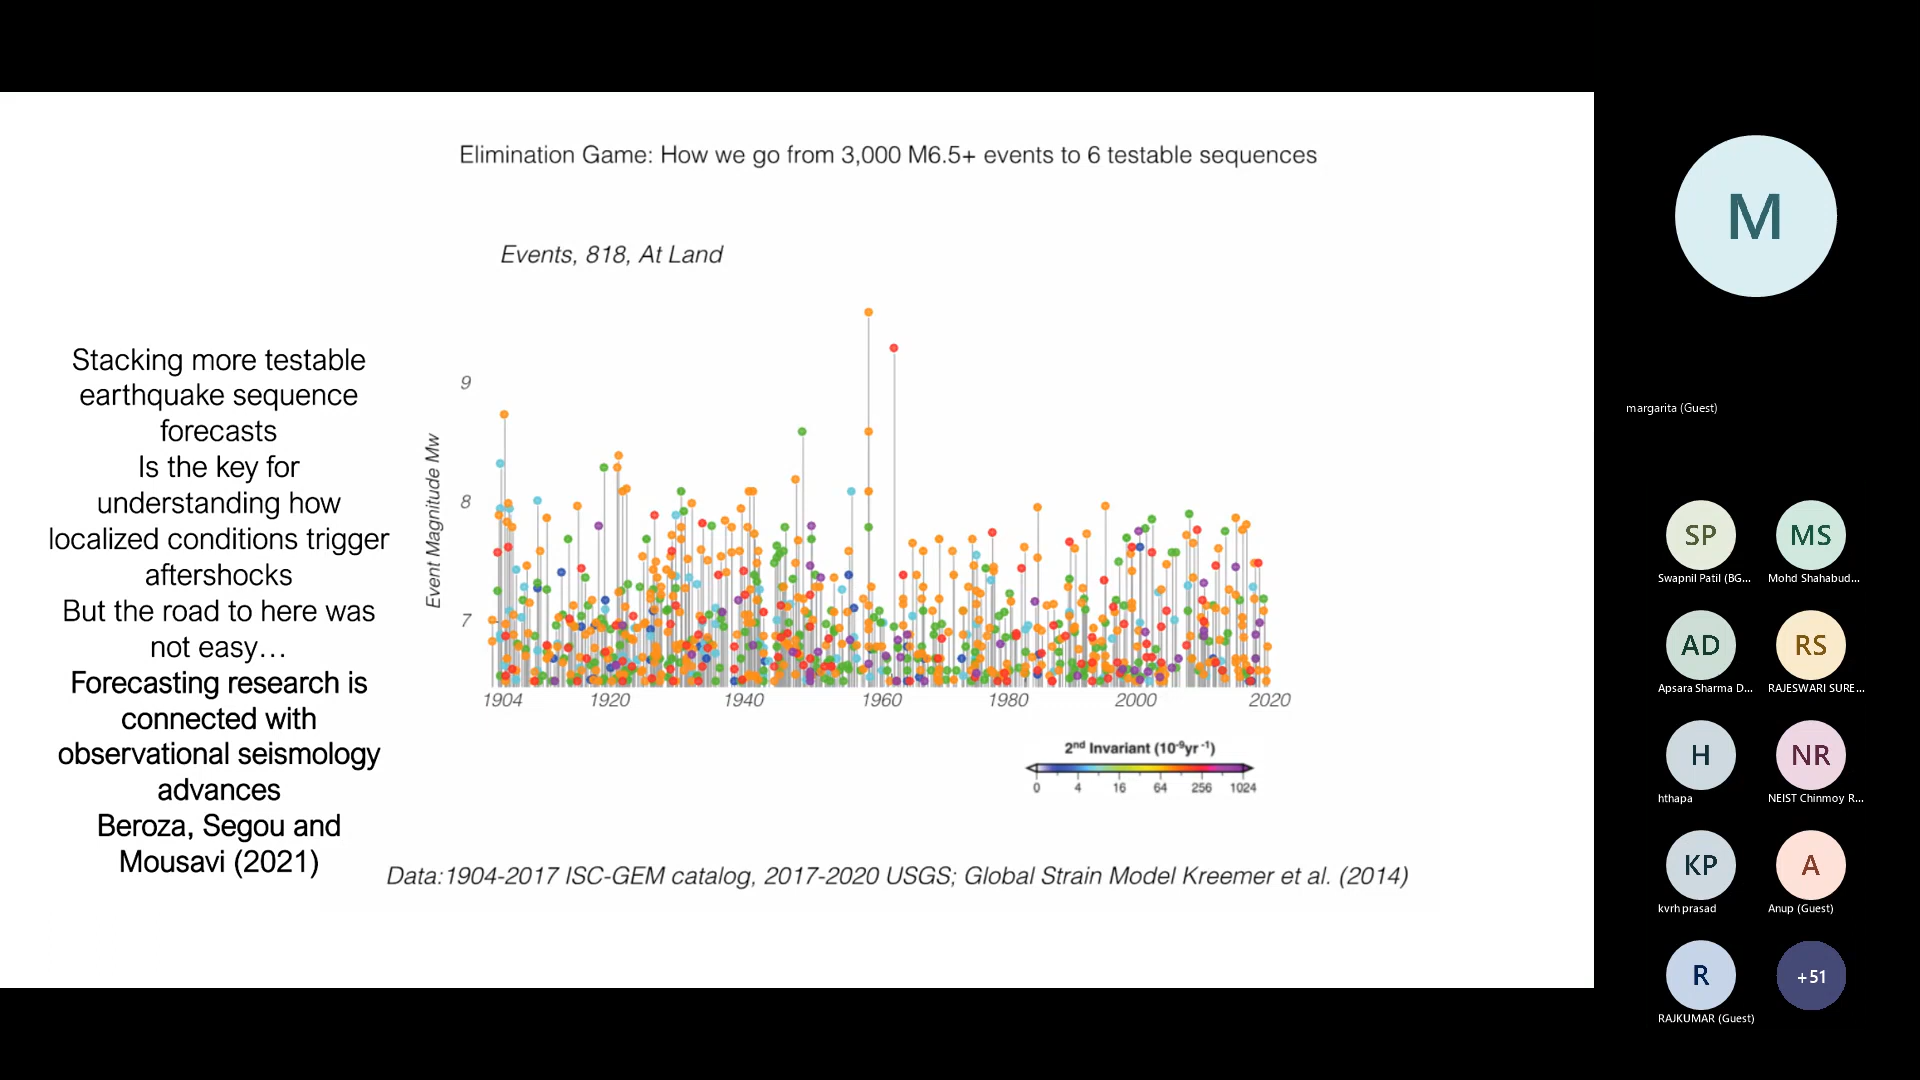 Elimination Game: How we go from 3,000 M6.5+ events to 6 testable sequences
Events, 818, At Land
Stacking more testable
earthquake sequence
forecasts
Is the key for
understanding how
localized conditions trigger
aftershocks
But the road to here was
not easy…
Forecasting research is
connected with
observational seismology
advances
Beroza, Segou and
Mousavi (2021)
Event Magnitude Mw
9
8
7
1904 1920 1940 1960 1980 2000 2020
2nd Invariant (10-9yr -1)
0 4 16 64 256 1024
Data:1904-2017 ISC-GEM catalog, 2017-2020 USGS; Global Strain Model Kreemer et al. (2014)
M
margarita (Guest)
SP MS
Swapnil Patil (BG... Mohd Shahabud...
AD RS
Apsara Sharma D... RAJESWARI SURE...
H NR
hthapa NEIST Chinmoy R...
KP A
kvrh prasad Anup (Guest)
R +51
RAJKUMAR (Guest)